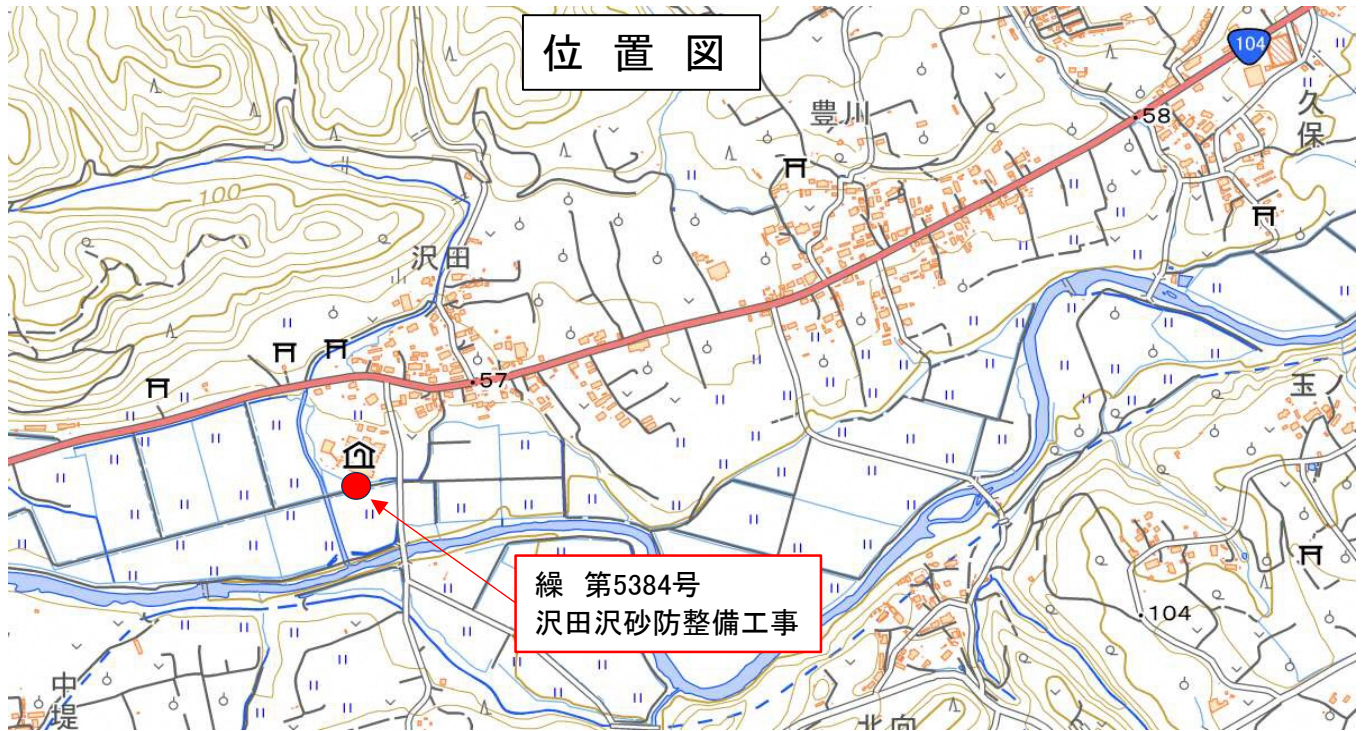 位 置 図
104
豊川
58
久保
100
沢田
57
玉ノ
繰 第5384号
沢田沢砂防整備工事
104
中堤
北向